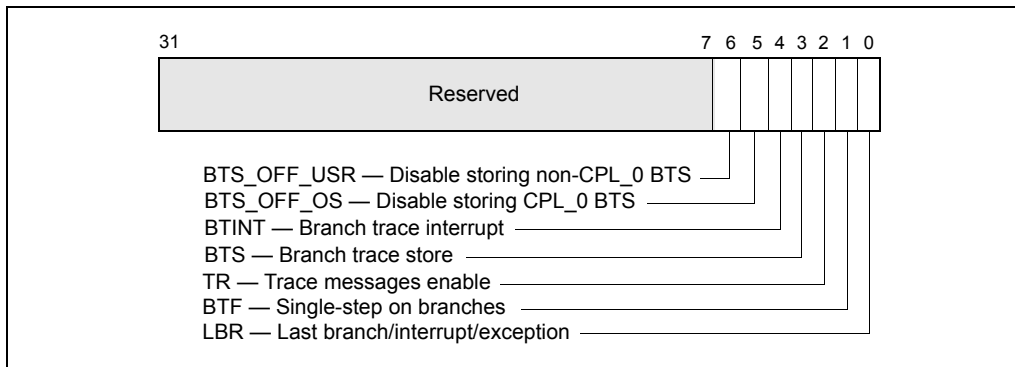 31 7 6 5 4 3 2 1 0
Reserved
BTS_OFF_USR — Disable storing non-CPL_0 BTS
BTS_OFF_OS — Disable storing CPL_0 BTS
BTINT — Branch trace interrupt
BTS — Branch trace store
TR — Trace messages enable
BTF — Single-step on branches
LBR — Last branch/interrupt/exception